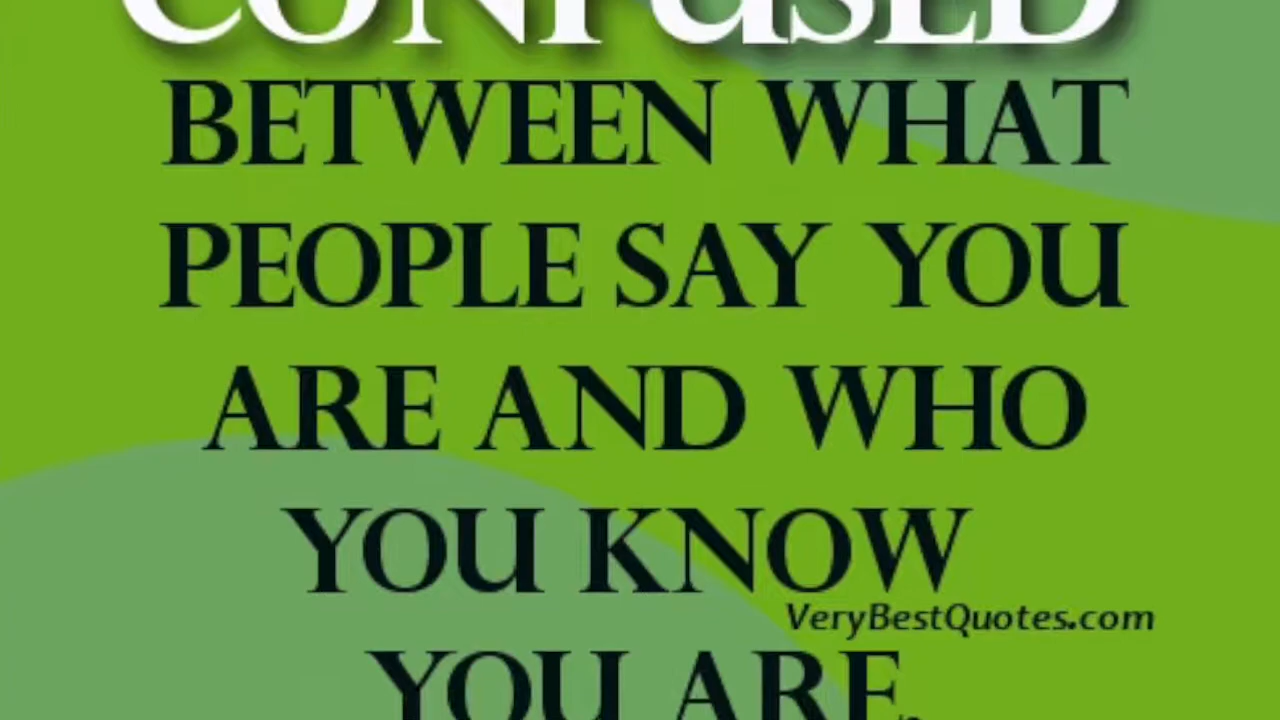 CONFUSED
BETWEEN WHAT
PEOPLE SAY YOU
ARE AND WHO
YOU KNOW
VeryBestQuotes.com
YOU ARE.